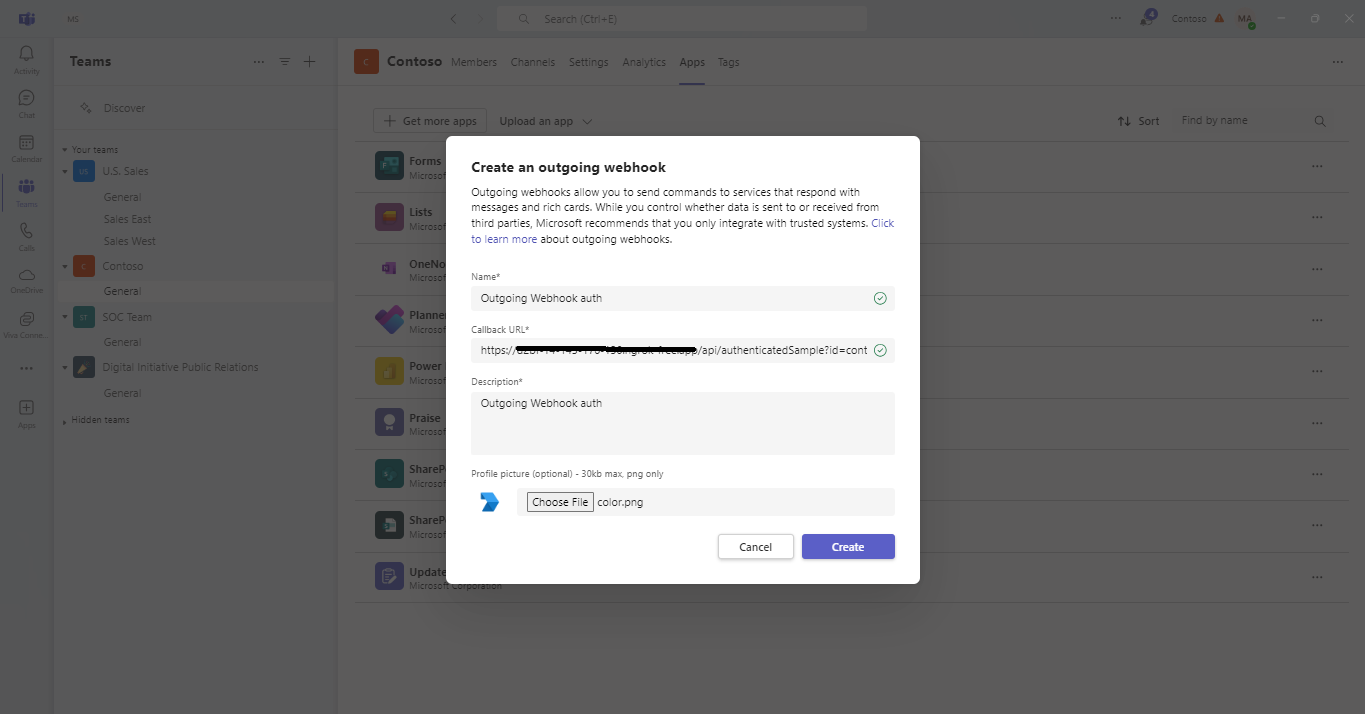 MS
Search (Ctrl+E)
4
Contoso
MA
Activity
Chat
Calendar
Teams
Calls
OneDrive
Viva Conne...
Apps
Teams
Discover
Your teams
US
U.S. Sales
General
Sales East
Sales West
C
Contoso
General
ST
SOC Team
General
Digital Initiative Public Relations
General
Hidden teams
C
Contoso
Members
Channels
Settings
Analytics
Apps
Tags
Get more apps
Upload an app
Sort
Find by name
Forms
Microsof
Lists
Microsof
OneNo
Microsof
Planner
Microsof
Power
Microsof
Praise
Microsof
ShareP
Microsof
ShareP
Microsof
Update
Microsoft Corporation
Create an outgoing webhook
Outgoing webhooks allow you to send commands to services that respond with
messages and rich cards. While you control whether data is sent to or received from
third parties, Microsoft recommends that you only integrate with trusted systems. Click
to learn more about outgoing webhooks.
Name*
Outgoing Webhook auth
Callback URL*
https:// /api/authenticatedSample?id=cont
Description*
Outgoing Webhook auth
Profile picture (optional) - 30kb max, png only
Choose File color.png
Cancel
Create